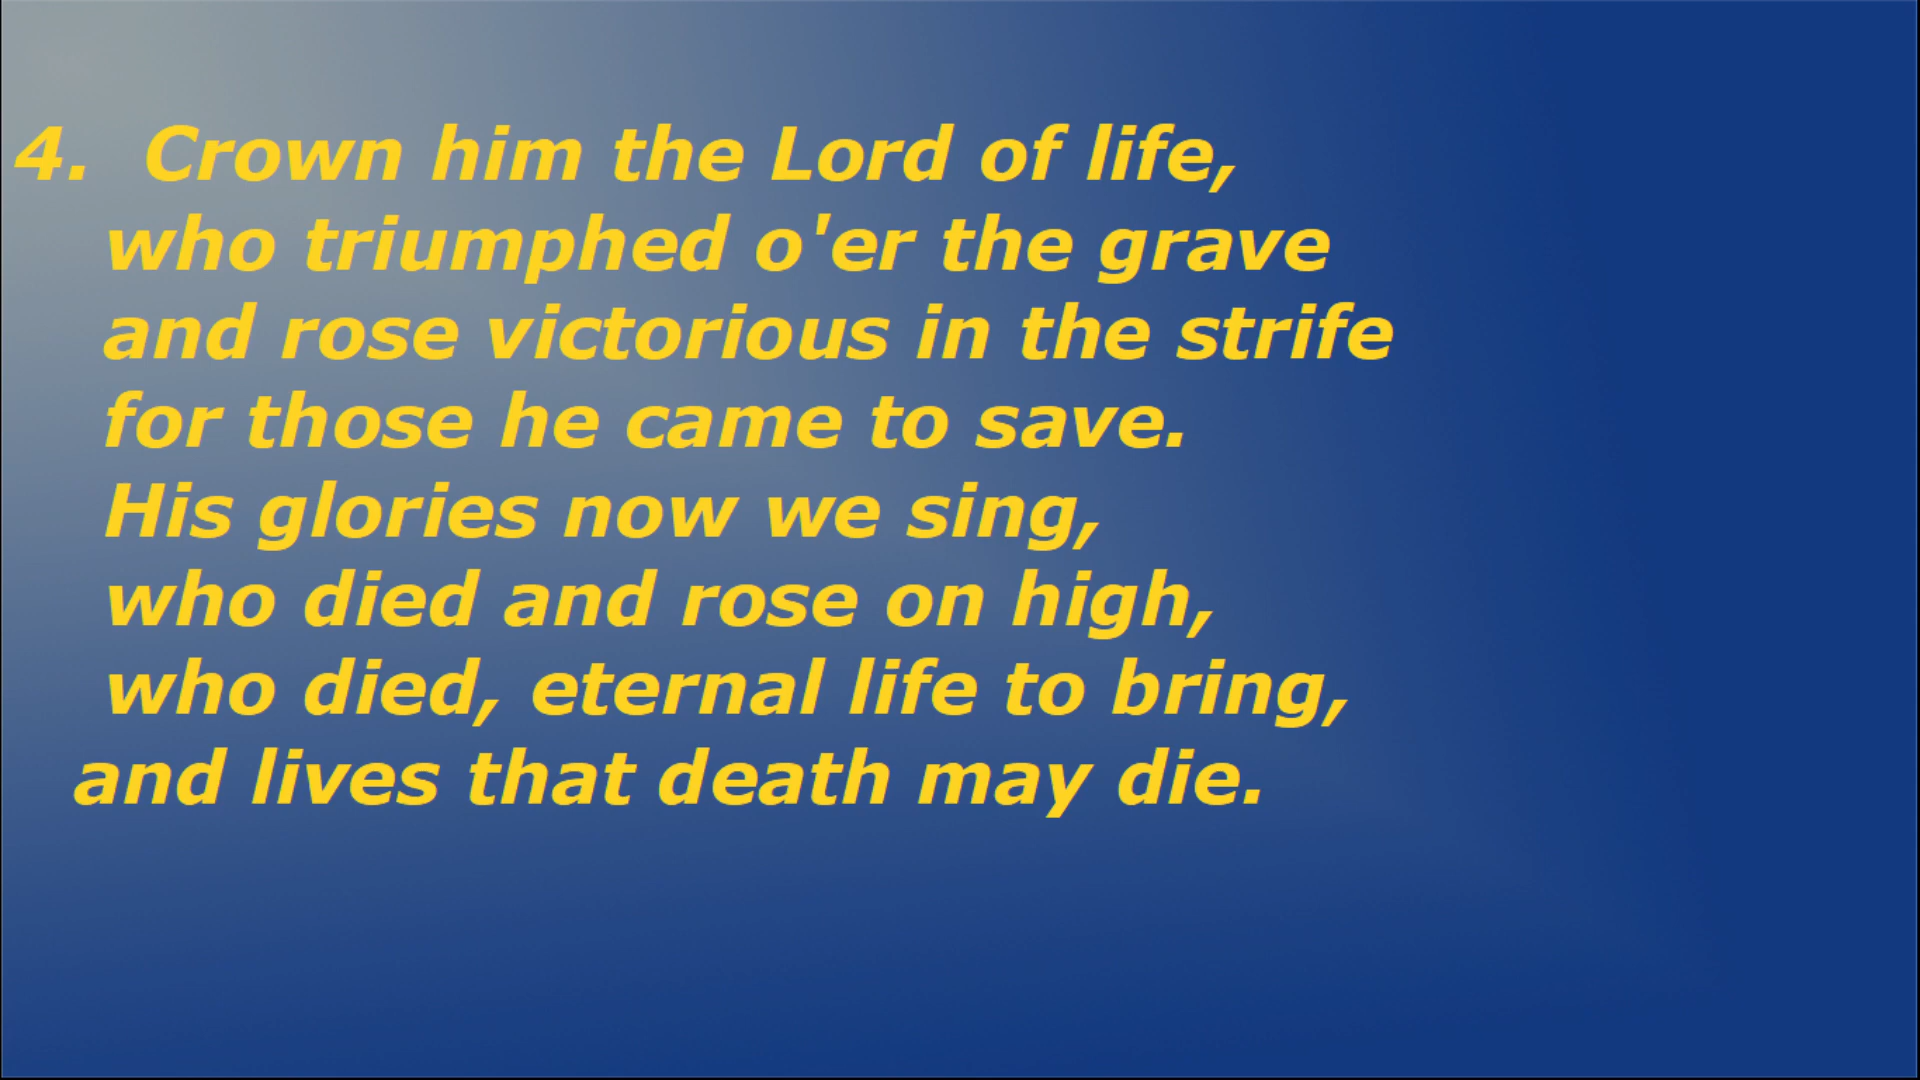 4. Crown him the Lord of life,
who triumphed o'er the grave
and rose victorious in the strife
for those he came to save.
His glories now we sing,
who died and rose on high,
who died, eternal life to bring,
and lives that death may die.